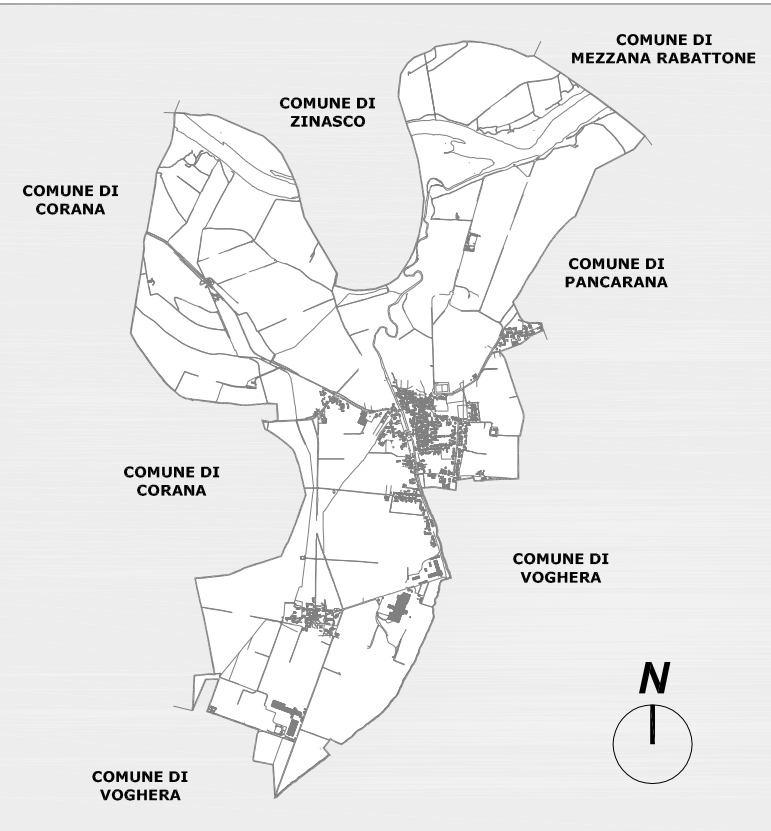 COMUNE DI
MEZZANA RABATTONE
COMUNE DI
ZINASCO
COMUNE DI
CORANA
COMUNE DI
PANCARANA
COMUNE DI
CORANA
COMUNE DI
VOGHERA
N
COMUNE DI
VOGHERA